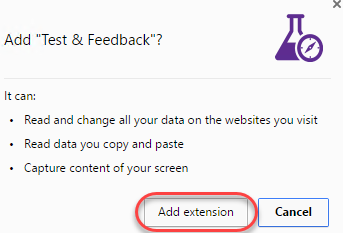 Add "Test & Feedback"?
It can:
• Read and change all your data on the websites you visit
• Read data you copy and paste
• Capture content of your screen
Add extension Cancel